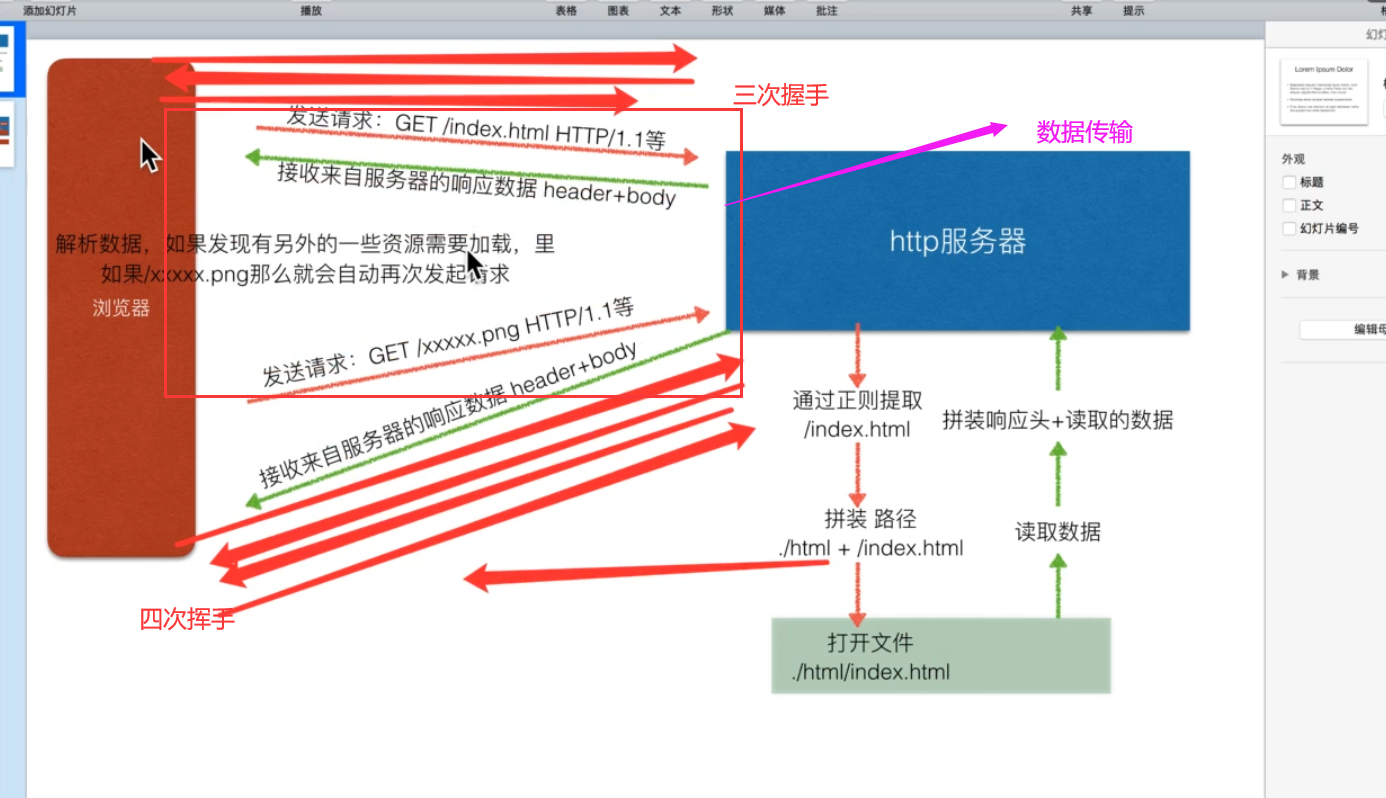 添加幻灯片
播放
表格
图表
文本
形状
媒体
批注
共享
提示
三次握手
发送请求：GET /index.html HTTP/1.1等
数据传输
接收来自服务器的响应数据 header+body
http服务器
解析数据，如果发现有另外的一些资源需要加载，里
如果/xxxxx.png那么就会自动再次发起请求
浏览器
发送请求：GET /xxxxx.png HTTP/1.1等
接收来自服务器的响应数据 header+body
通过正则提取
/index.html
拼装响应头+读取的数据
拼装 路径
./html + /index.html
读取数据
四次挥手
打开文件
./html/index.html
Lorem Ipsum Dolor
外观
标题
正文
幻灯片编号
背景